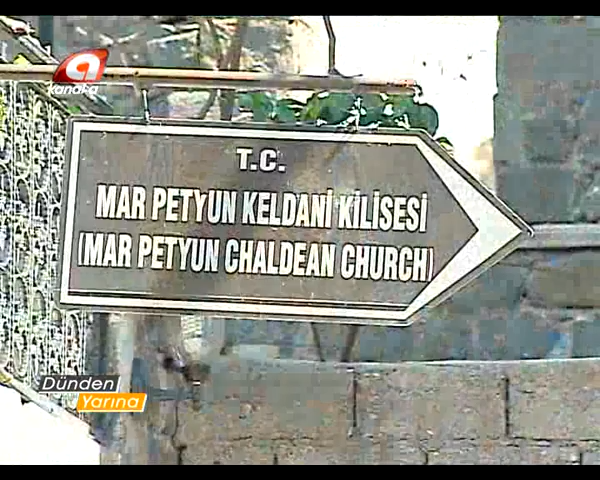 a
kanal a
T.C.
MAR PETYUN KELDANİ KİLİSESİ
(MAR PETYUN CHALDEAN CHURCH)
Dünden
Yarına